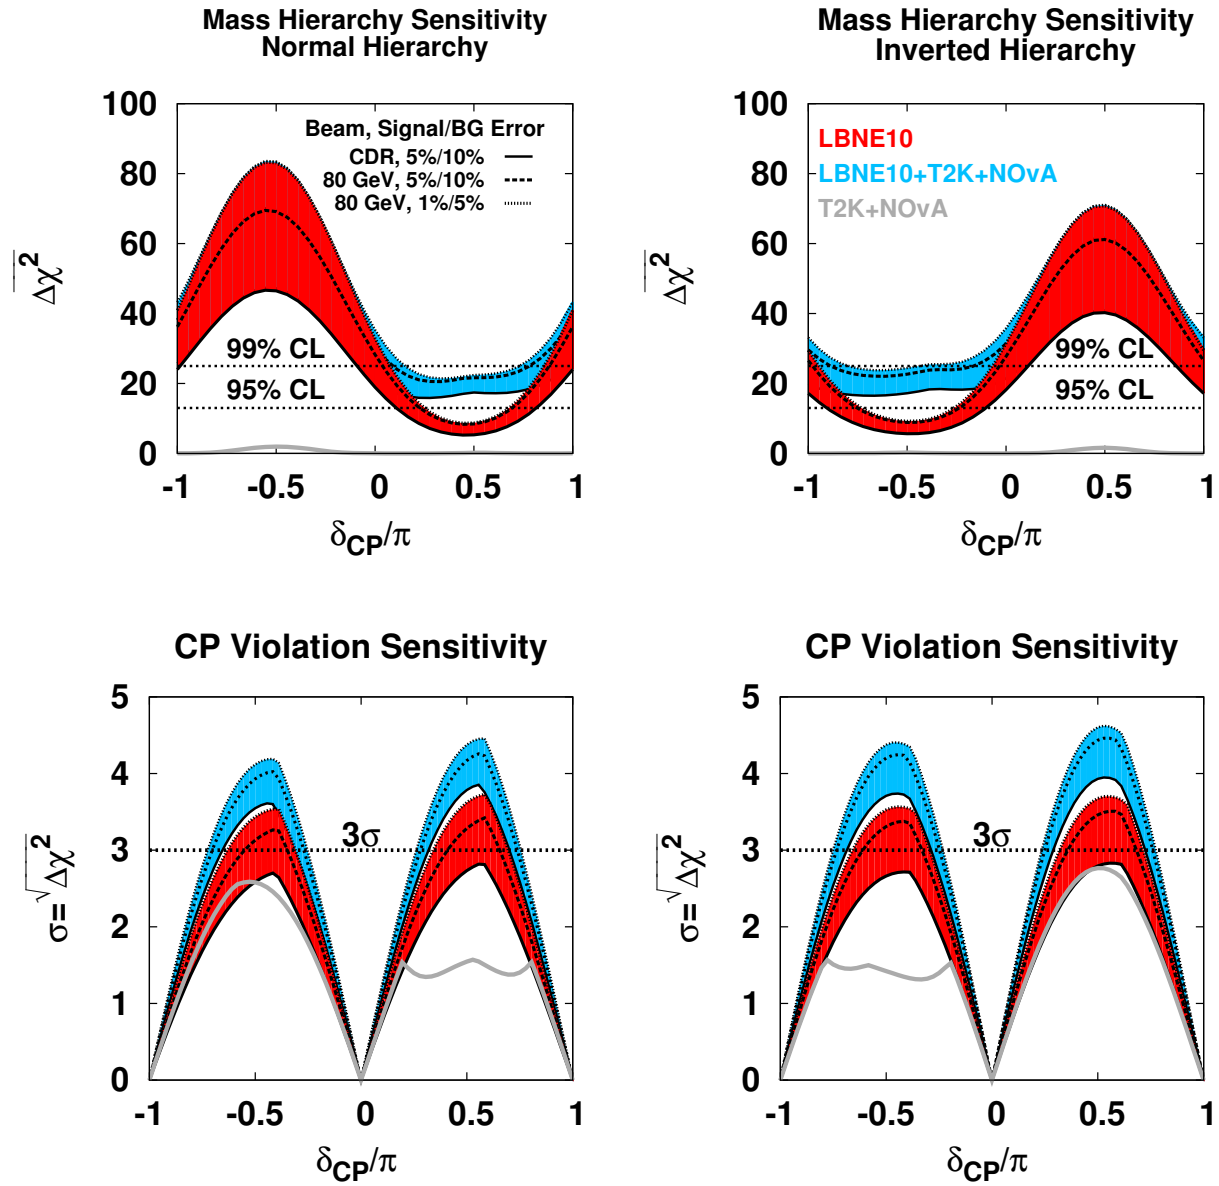 Mass Hierarchy Sensitivity
Normal Hierarchy
100
80
60
40
20
0
Δχ²
Beam, Signal/BG Error
CDR, 5%/10%
80 GeV, 5%/10%
80 GeV, 1%/5%
99% CL
95% CL
-1 -0.5 0 0.5 1
δCP/π
Mass Hierarchy Sensitivity
Inverted Hierarchy
100
80
60
40
20
0
Δχ²
LBNE10
LBNE10+T2K+NOvA
T2K+NOvA
99% CL
95% CL
-1 -0.5 0 0.5 1
δCP/π
CP Violation Sensitivity
5
4
3
2
1
0
σ=√Δχ²
3σ
-1 -0.5 0 0.5 1
δCP/π
CP Violation Sensitivity
5
4
3
2
1
0
σ=√Δχ²
3σ
-1 -0.5 0 0.5 1
δCP/π